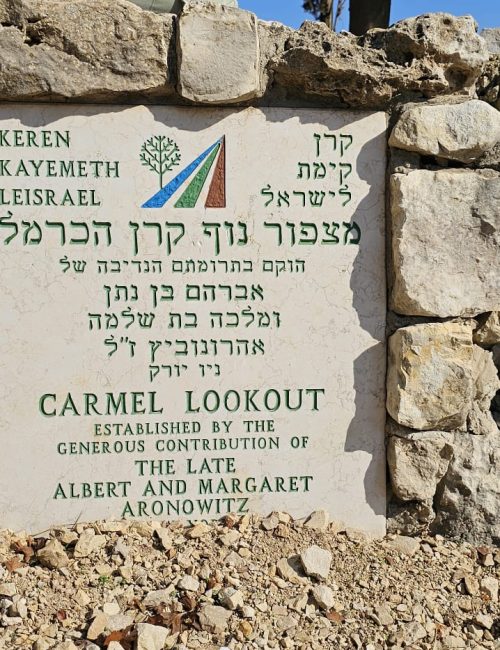 KEREN
KAYEMETH
LEISRAEL
קרן
קימת
לישראל
מצפור נוף קרן הכרמל
הוקם בתרומתם הנדיבה של
אברהם בן נתן
ומלכה בת שלמה
אהרונוביץ ז"ל
ניו יורק
CARMEL LOOKOUT
ESTABLISHED BY THE
GENEROUS CONTRIBUTION OF
THE LATE
ALBERT AND MARGARET
ARONOWITZ